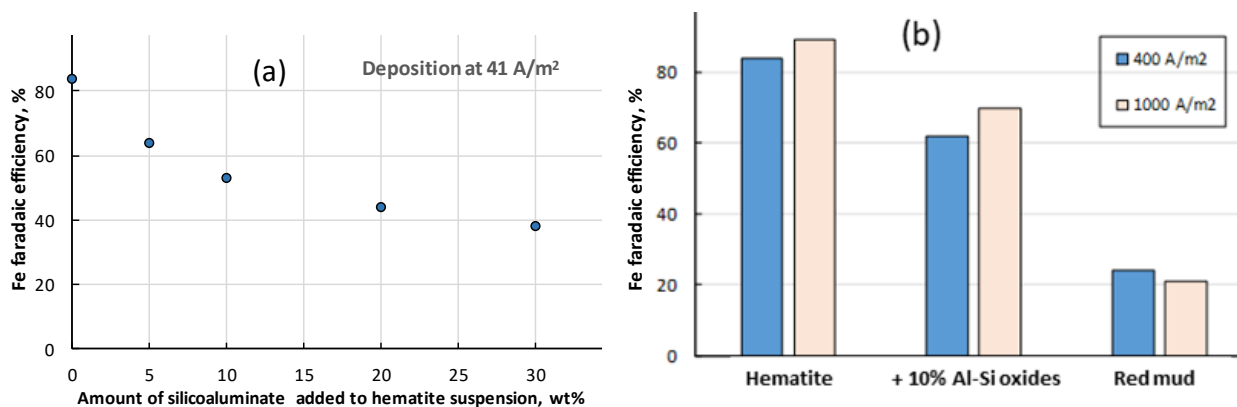 (a)
Deposition at 41 A/m²
Fe faradaic efficiency, %
80
60
40
20
0
0 5 10 15 20 25 30
Amount of silicoaluminate added to hematite suspension, wt%
(b)
400 A/m2
1000 A/m2
Fe faradaic efficiency, %
80
60
40
20
0
Hematite + 10% Al-Si oxides Red mud